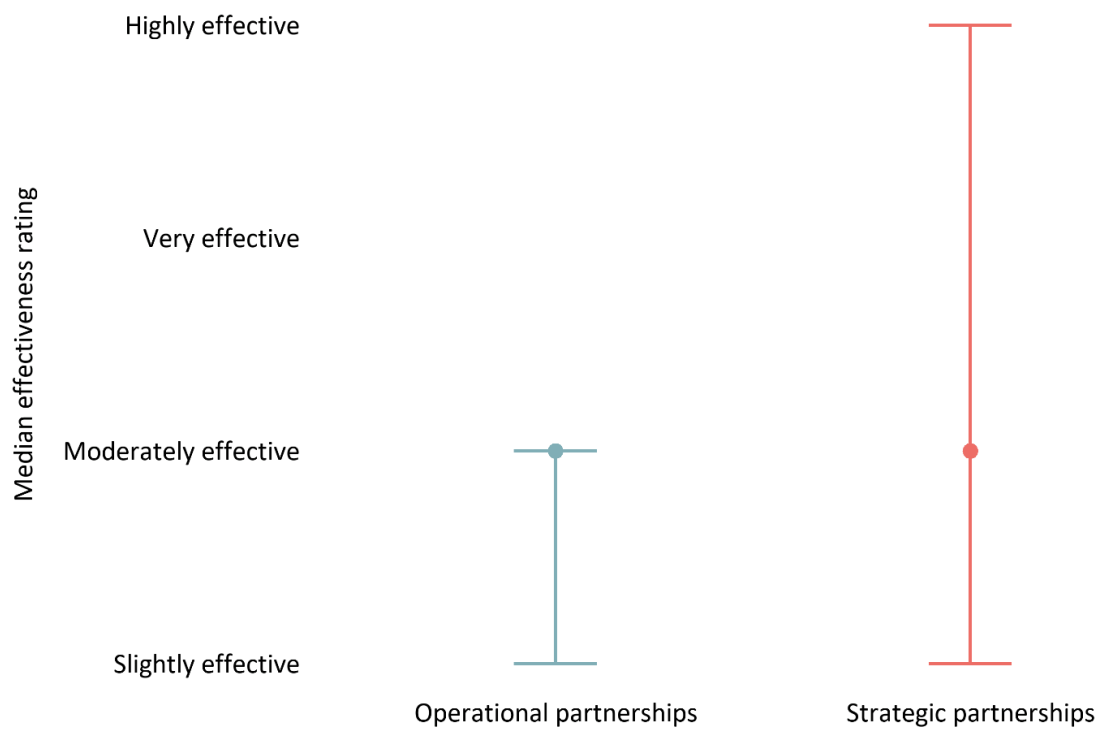 Median effectiveness rating
Highly effective
Very effective
Moderately effective
Slightly effective
Operational partnerships
Strategic partnerships